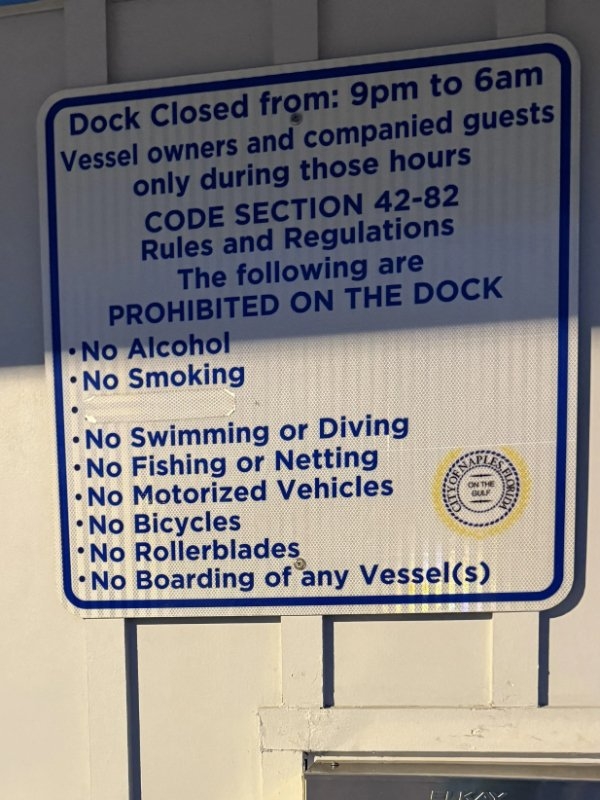 Dock Closed from: 9pm to 6am
Vessel owners and companied guests
only during those hours
CODE SECTION 42-82
Rules and Regulations
The following are
PROHIBITED ON THE DOCK
• No Alcohol
• No Smoking
•
• No Swimming or Diving
• No Fishing or Netting
• No Motorized Vehicles
• No Bicycles
• No Rollerblades
• No Boarding of any Vessel(s)
CITY OF NAPLES, FLORIDA
ON THE
GULF
ELKAY